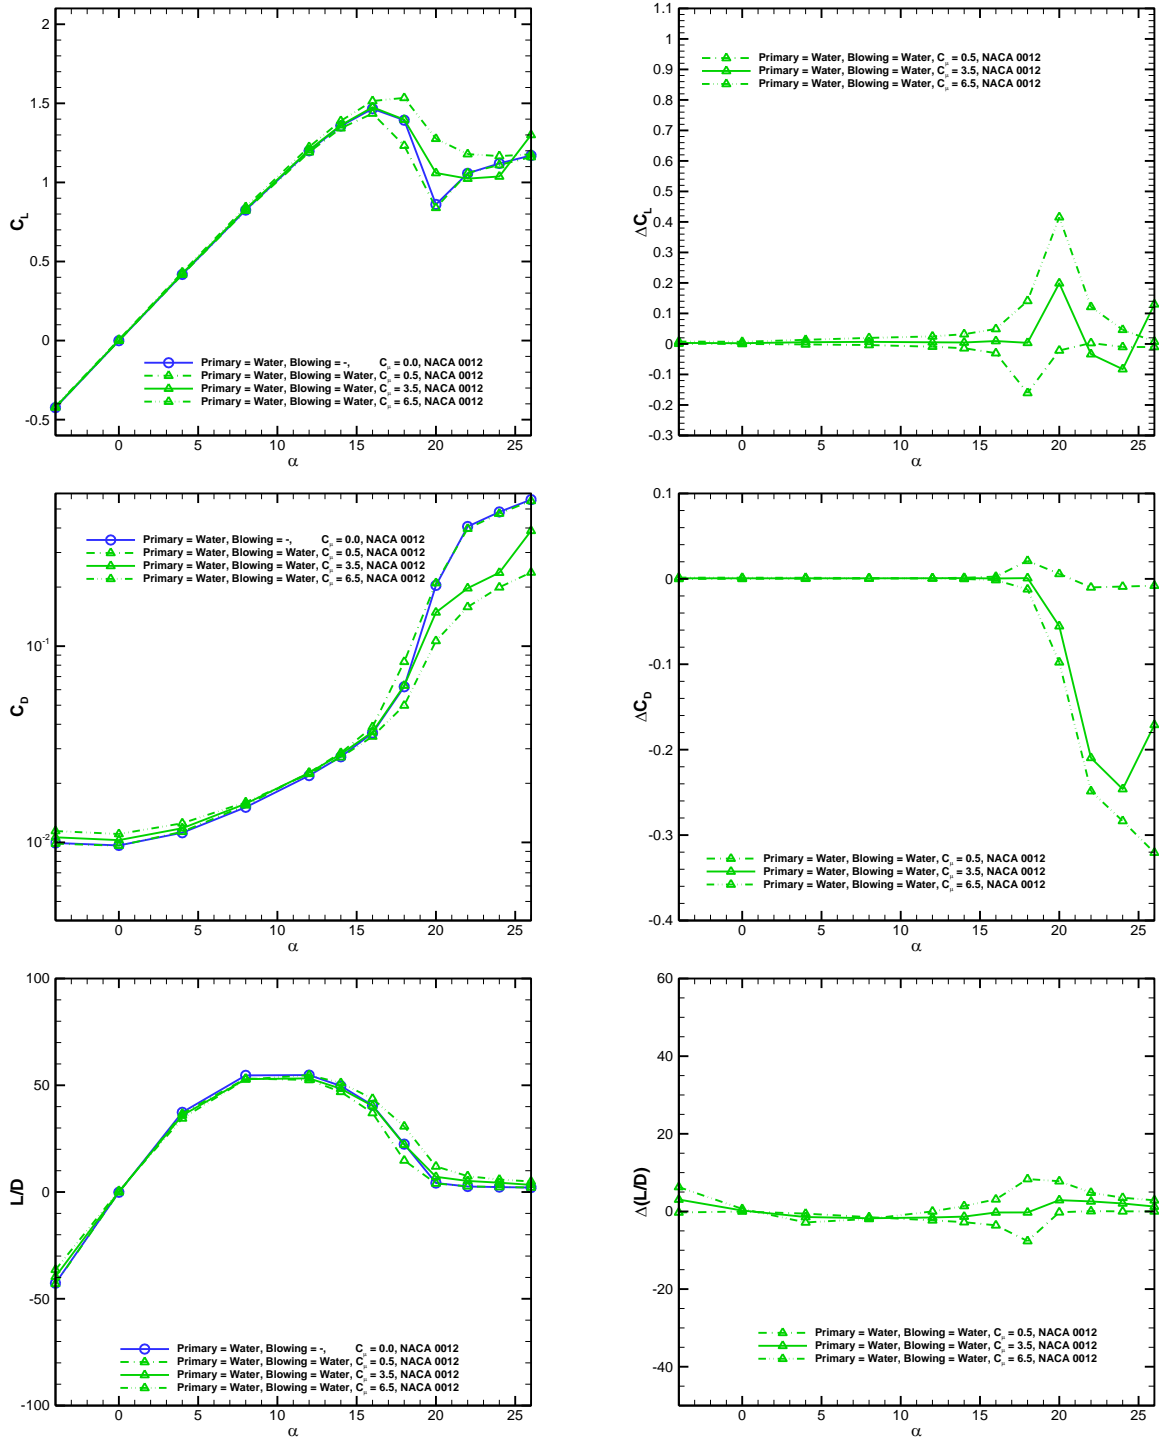 2
1.5
1
0.5
0
-0.5
C_L
Primary = Water, Blowing = -, C_μ = 0.0, NACA 0012
Primary = Water, Blowing = Water, C_μ = 0.5, NACA 0012
Primary = Water, Blowing = Water, C_μ = 3.5, NACA 0012
Primary = Water, Blowing = Water, C_μ = 6.5, NACA 0012
0 5 10 15 20 25
α
1.1
1
0.9
0.8
0.7
0.6
0.5
0.4
0.3
0.2
0.1
0
-0.1
-0.2
-0.3
ΔC_L
Primary = Water, Blowing = Water, C_μ = 0.5, NACA 0012
Primary = Water, Blowing = Water, C_μ = 3.5, NACA 0012
Primary = Water, Blowing = Water, C_μ = 6.5, NACA 0012
0 5 10 15 20 25
α
10^-1
10^-2
C_D
Primary = Water, Blowing = -, C_μ = 0.0, NACA 0012
Primary = Water, Blowing = Water, C_μ = 0.5, NACA 0012
Primary = Water, Blowing = Water, C_μ = 3.5, NACA 0012
Primary = Water, Blowing = Water, C_μ = 6.5, NACA 0012
0 5 10 15 20 25
α
0.1
0
-0.1
-0.2
-0.3
-0.4
ΔC_D
Primary = Water, Blowing = Water, C_μ = 0.5, NACA 0012
Primary = Water, Blowing = Water, C_μ = 3.5, NACA 0012
Primary = Water, Blowing = Water, C_μ = 6.5, NACA 0012
0 5 10 15 20 25
α
100
50
0
-50
-100
L/D
Primary = Water, Blowing = -, C_μ = 0.0, NACA 0012
Primary = Water, Blowing = Water, C_μ = 0.5, NACA 0012
Primary = Water, Blowing = Water, C_μ = 3.5, NACA 0012
Primary = Water, Blowing = Water, C_μ = 6.5, NACA 0012
0 5 10 15 20 25
α
60
40
20
0
-20
-40
Δ(L/D)
Primary = Water, Blowing = Water, C_μ = 0.5, NACA 0012
Primary = Water, Blowing = Water, C_μ = 3.5, NACA 0012
Primary = Water, Blowing = Water, C_μ = 6.5, NACA 0012
0 5 10 15 20 25
α